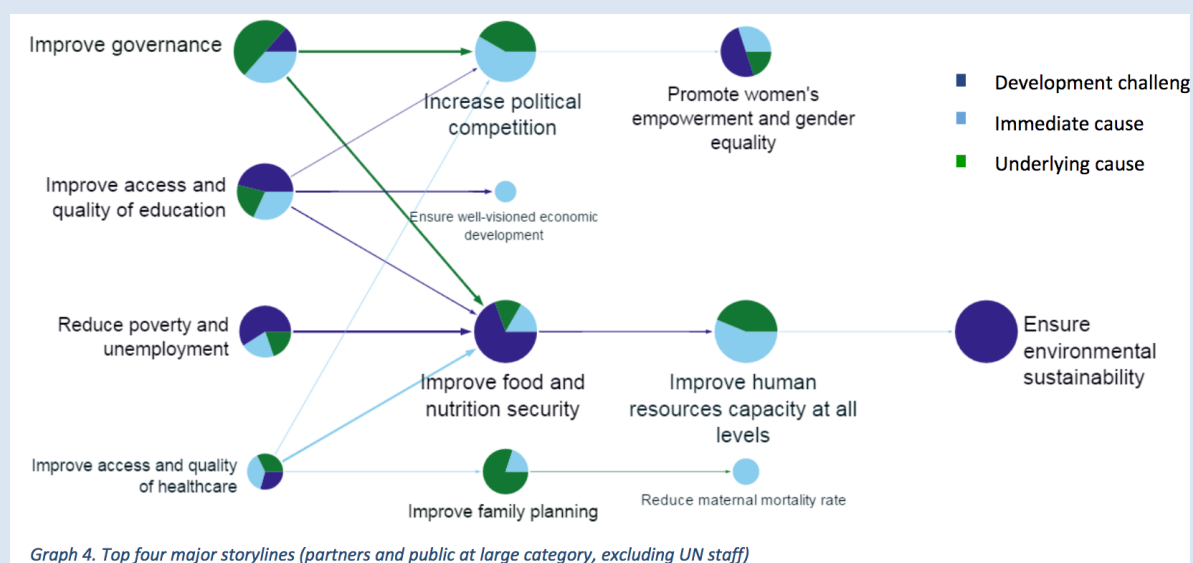 Improve governance
Increase political
competition
Promote women's
empowerment and gender
equality
Development challeng
Immediate cause
Underlying cause
Improve access and
quality of education
Ensure well-visioned economic
development
Reduce poverty and
unemployment
Improve food and
nutrition security
Improve human
resources capacity at all
levels
Ensure
environmental
sustainability
Improve access and quality
of healthcare
Improve family planning
Reduce maternal mortality rate
Graph 4. Top four major storylines (partners and public at large category, excluding UN staff)